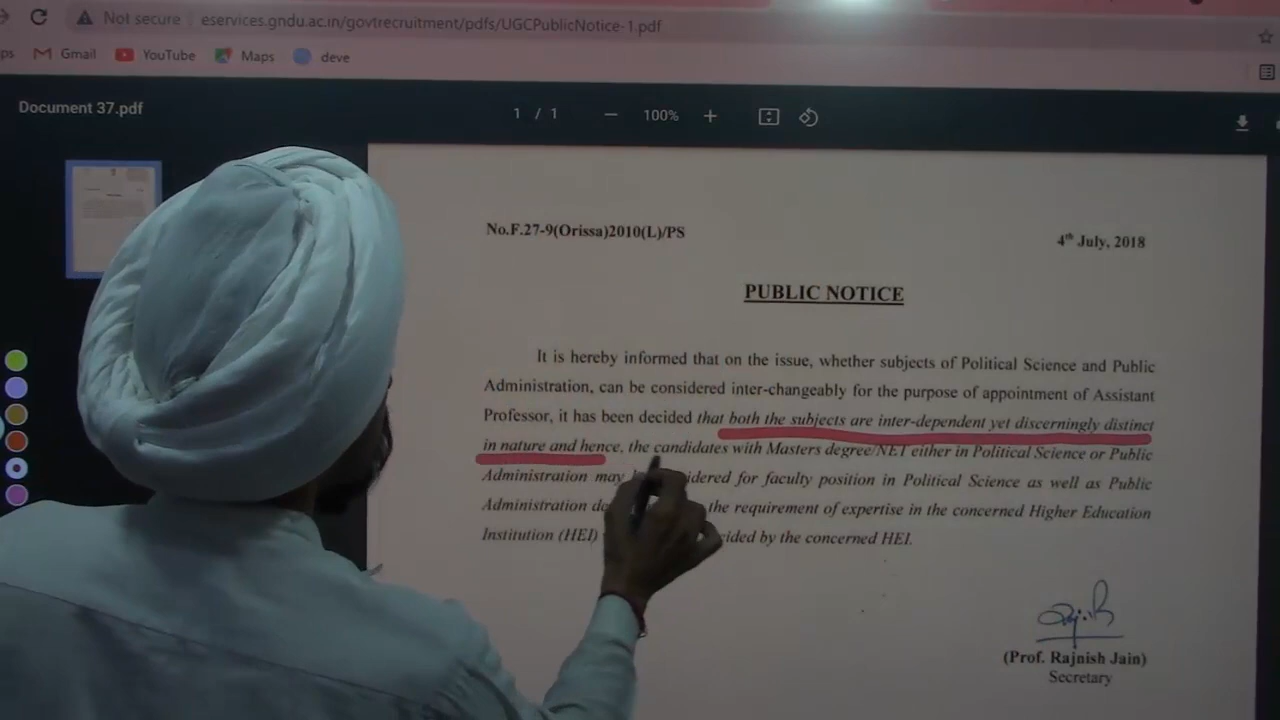 Not secure eservices.gndu.ac.in/govtrecruitment/pdfs/UGCPublicNotice-1.pdf
ps Gmail YouTube Maps deve
Document 37.pdf 1 / 1 100%
No.F.27-9(Orissa)2010(L)/PS 4th July, 2018
PUBLIC NOTICE
It is hereby informed that on the issue, whether subjects of Political Science and Public
Administration, can be considered inter-changeably for the purpose of appointment of Assistant
Professor, it has been decided that both the subjects are inter-dependent yet discerningly distinct
in nature and hence, the candidates with Masters degree/NET either in Political Science or Public
Administration may idered for faculty position in Political Science as well as Public
Administration de the requirement of expertise in the concerned Higher Education
Institution (HEI) ided by the concerned HEI.
(Prof. Rajnish Jain)
Secretary